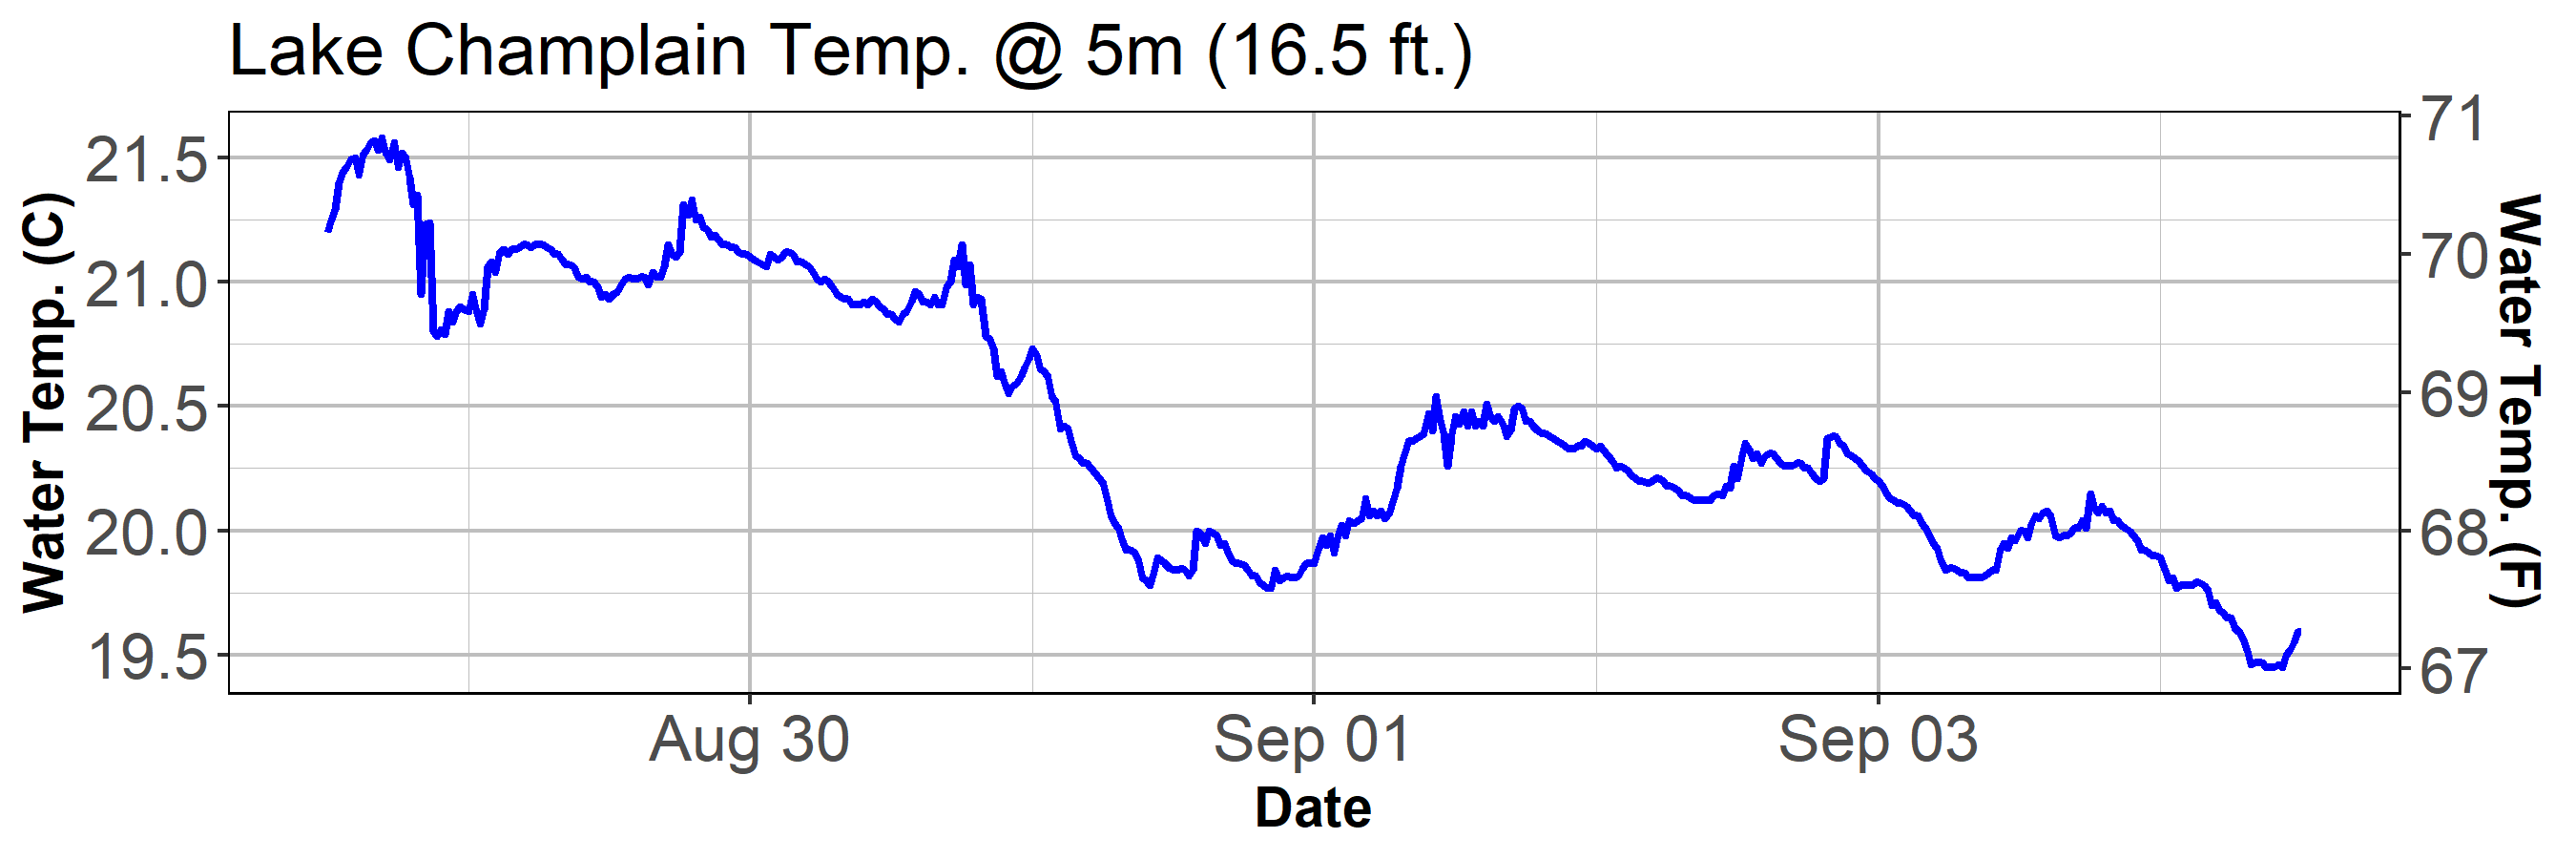 Lake Champlain Temp. @ 5m (16.5 ft.)
Water Temp. (C)
21.5
21.0
20.5
20.0
19.5
71
70
69
68
67
Water Temp. (F)
Aug 30
Sep 01
Sep 03
Date